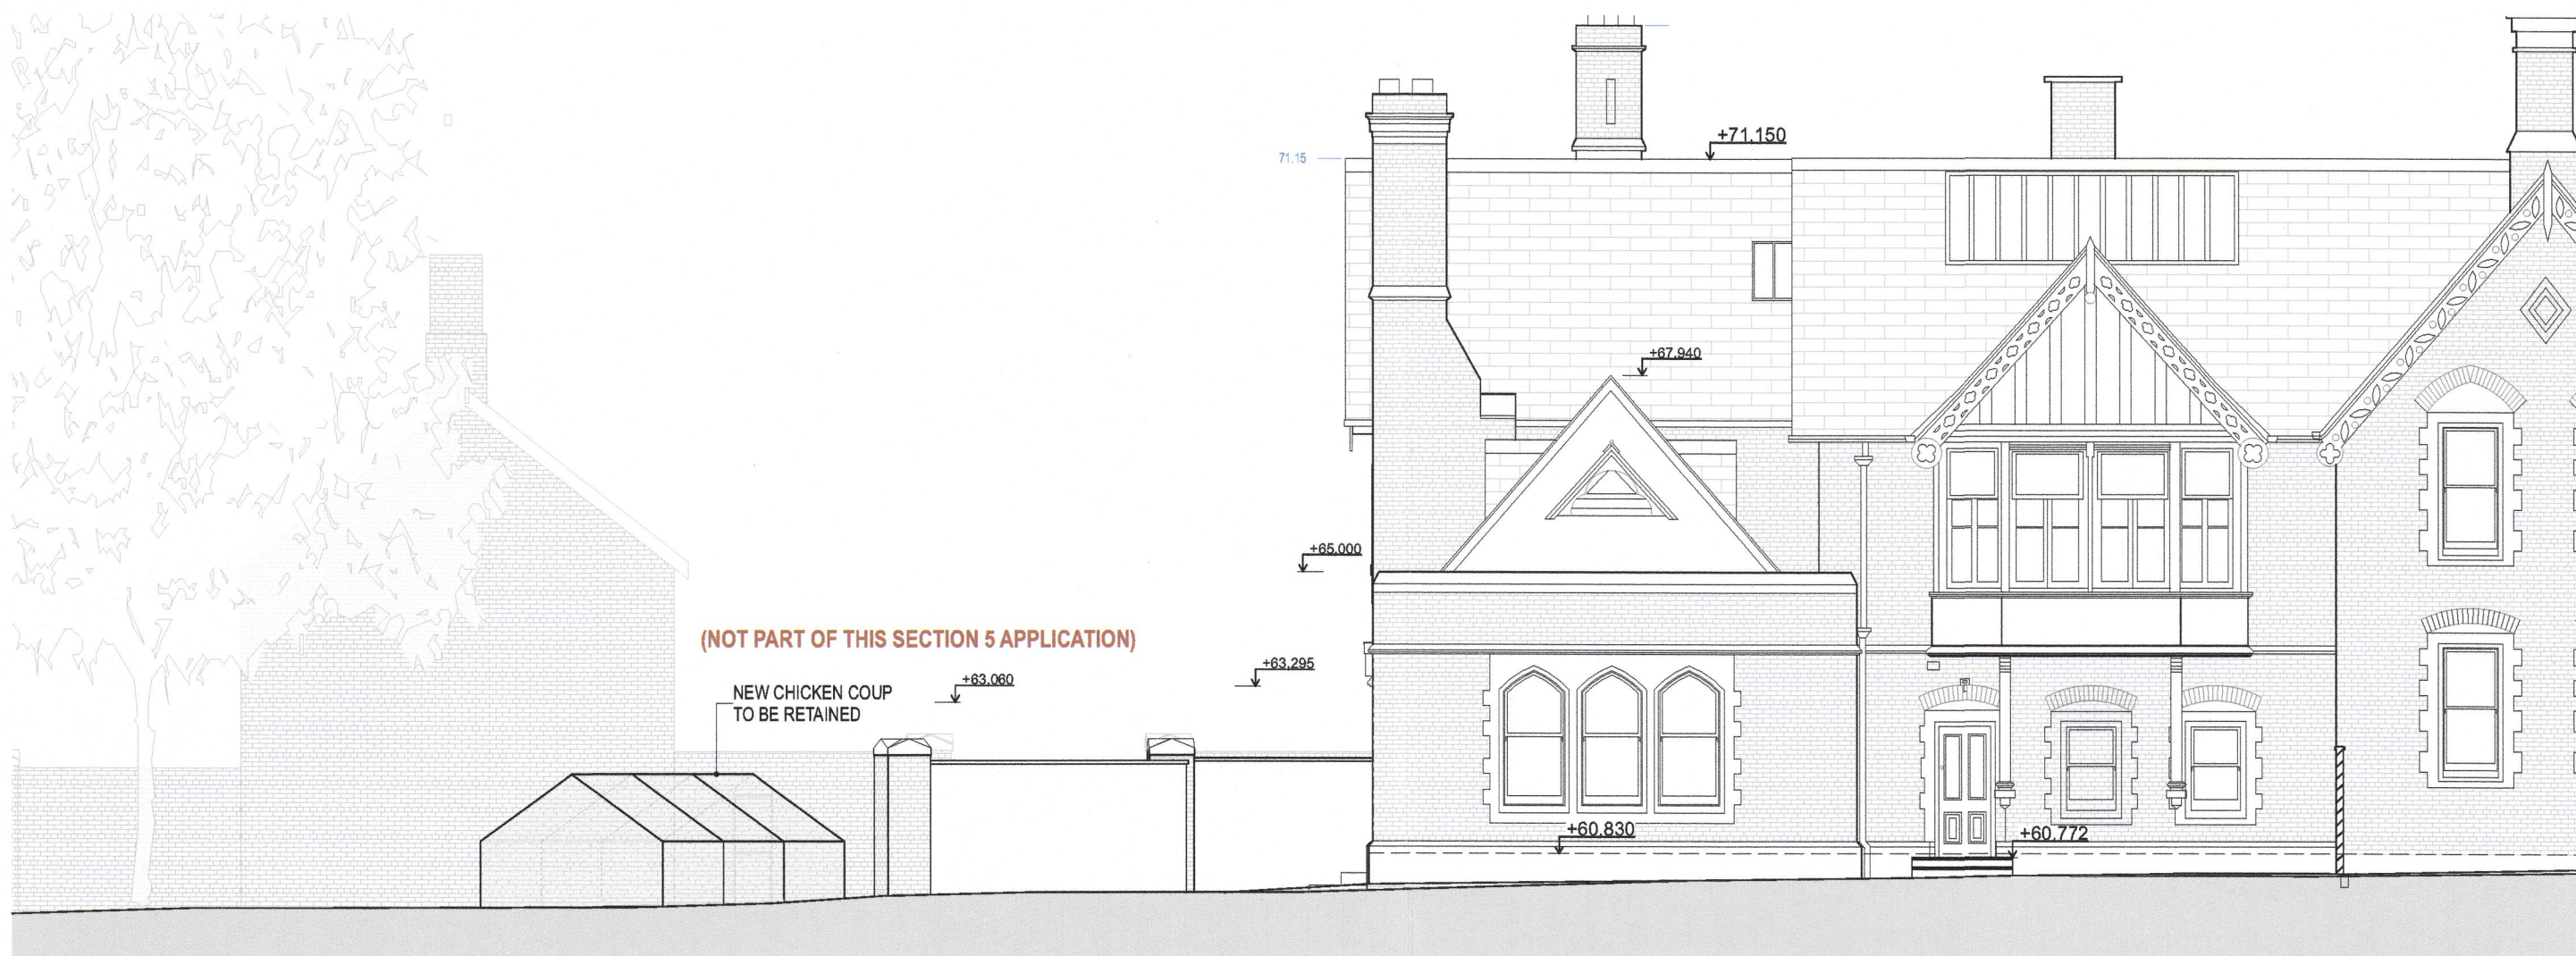 +71.150
71.15
+67.940
+65.000
(NOT PART OF THIS SECTION 5 APPLICATION)
+63.295
+63.060
NEW CHICKEN COUP
TO BE RETAINED
+60.830
+60.772